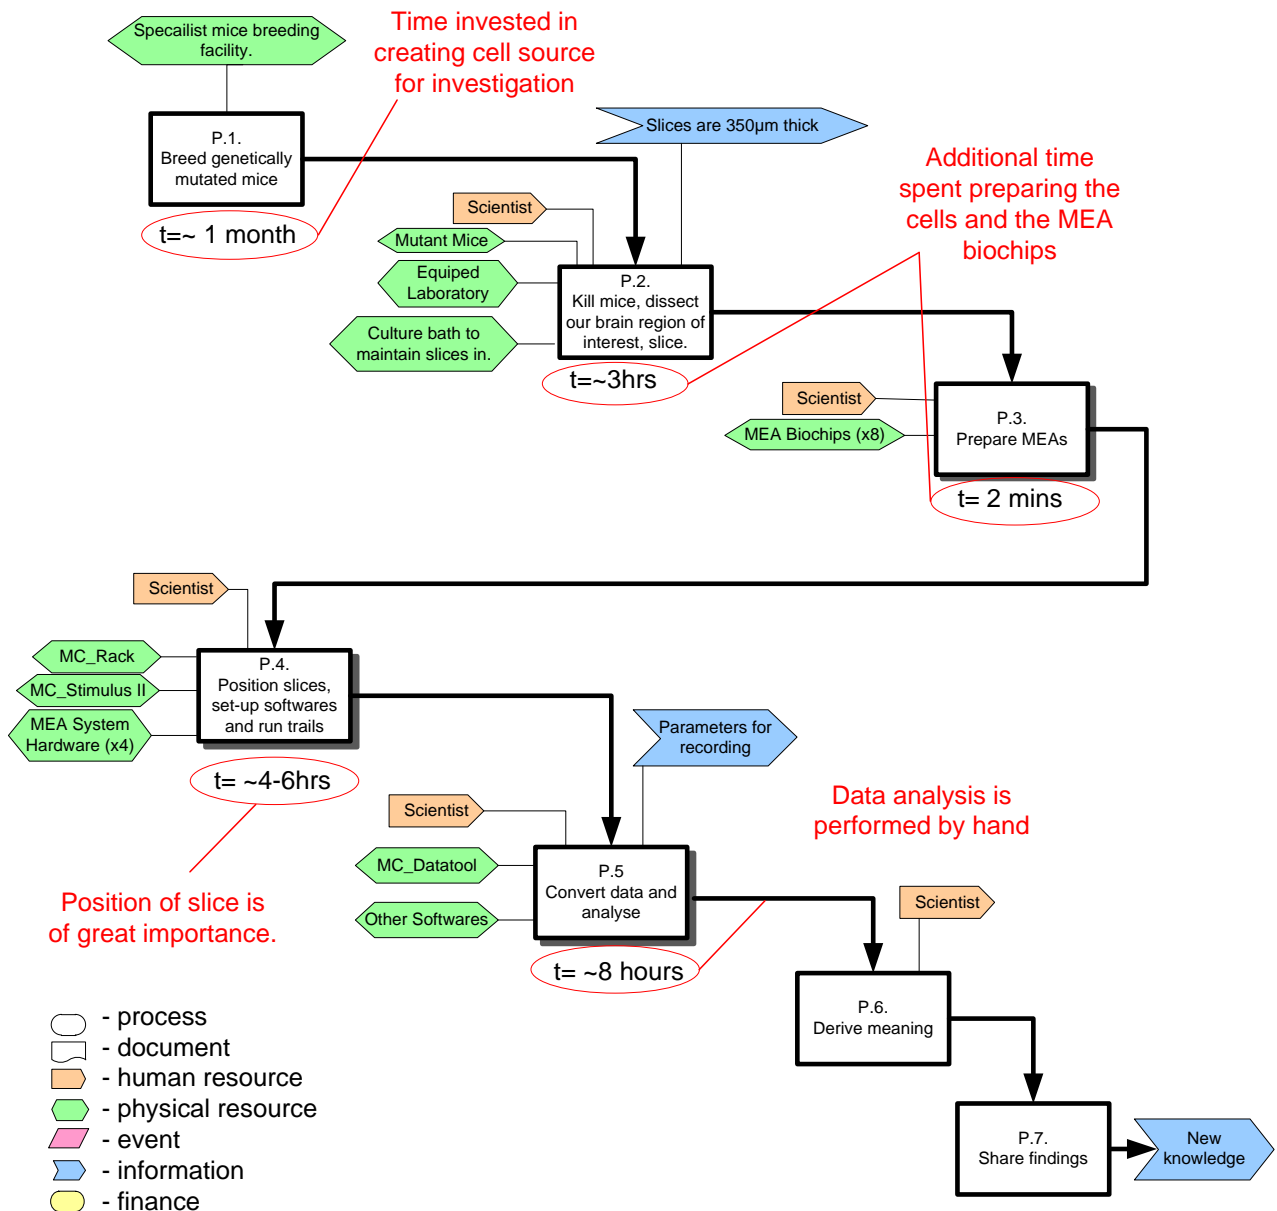 Specailist mice breeding
facility.
Time invested in
creating cell source
for investigation
P.1.
Breed genetically
mutated mice
t=~ 1 month
Slices are 350µm thick
Additional time
spent preparing the
cells and the MEA
biochips
Scientist
Mutant Mice
Equiped
Laboratory
Culture bath to
maintain slices in.
P.2.
Kill mice, dissect
our brain region of
interest, slice.
t=~3hrs
Scientist
MEA Biochips (x8)
P.3.
Prepare MEAs
t= 2 mins
Scientist
MC_Rack
MC_Stimulus II
MEA System
Hardware (x4)
P.4.
Position slices,
set-up softwares
and run trails
t= ~4-6hrs
Position of slice is
of great importance.
Parameters for
recording
Scientist
MC_Datatool
Other Softwares
P.5
Convert data and
analyse
t= ~8 hours
Data analysis is
performed by hand
Scientist
P.6.
Derive meaning
P.7.
Share findings
New
knowledge
- process
- document
- human resource
- physical resource
- event
- information
- finance